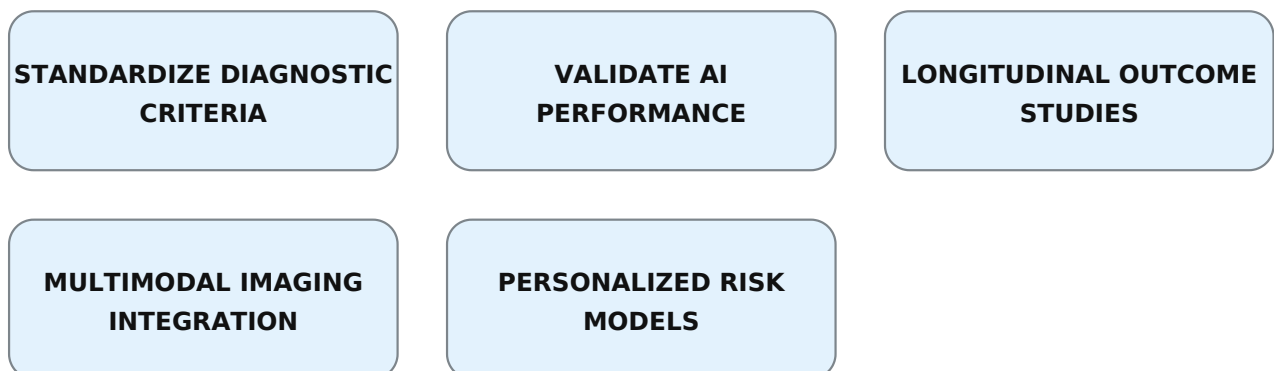 STANDARDIZE DIAGNOSTIC
CRITERIA
VALIDATE AI
PERFORMANCE
LONGITUDINAL OUTCOME
STUDIES
MULTIMODAL IMAGING
INTEGRATION
PERSONALIZED RISK
MODELS